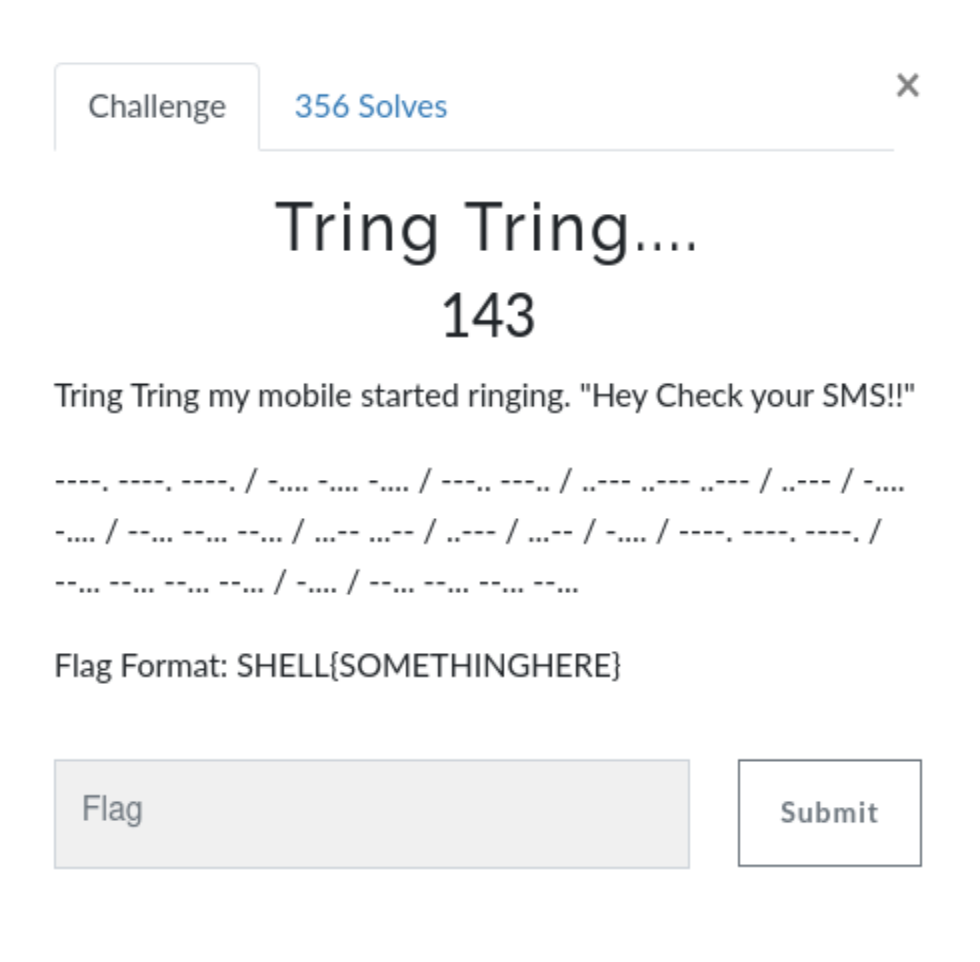 Challenge
356 Solves
×
Tring Tring....
143
Tring Tring my mobile started ringing. "Hey Check your SMS!!"
----. ----. ----. / -.... -.... -.... / ---.. ---.. / ..--- ..--- ..--- / ..--- / -....
-.... / --... --... --... / ...-- ...-- / ..--- / ...-- / -.... / ----. ----. ----. /
--... --... --... --... / -.... / --... --... --... --...
Flag Format: SHELL{SOMETHINGHERE}
Flag
Submit